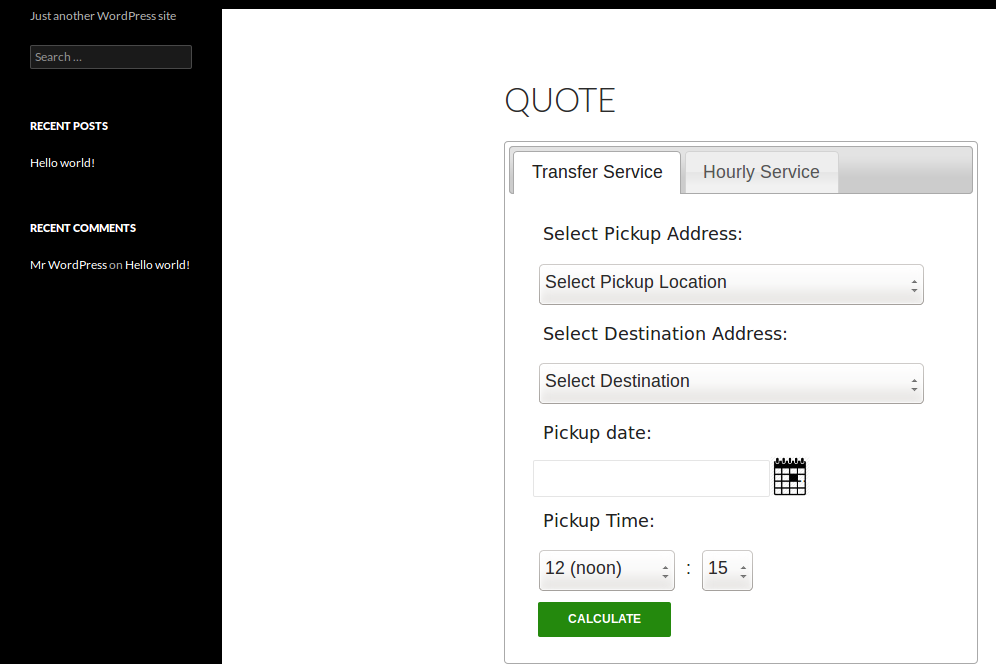 Just another WordPress site
Search ...
RECENT POSTS
Hello world!
RECENT COMMENTS
Mr WordPress on Hello world!
QUOTE
Transfer Service
Hourly Service
Select Pickup Address:
Select Pickup Location
Select Destination Address:
Select Destination
Pickup date:
Pickup Time:
12 (noon) : 15
CALCULATE